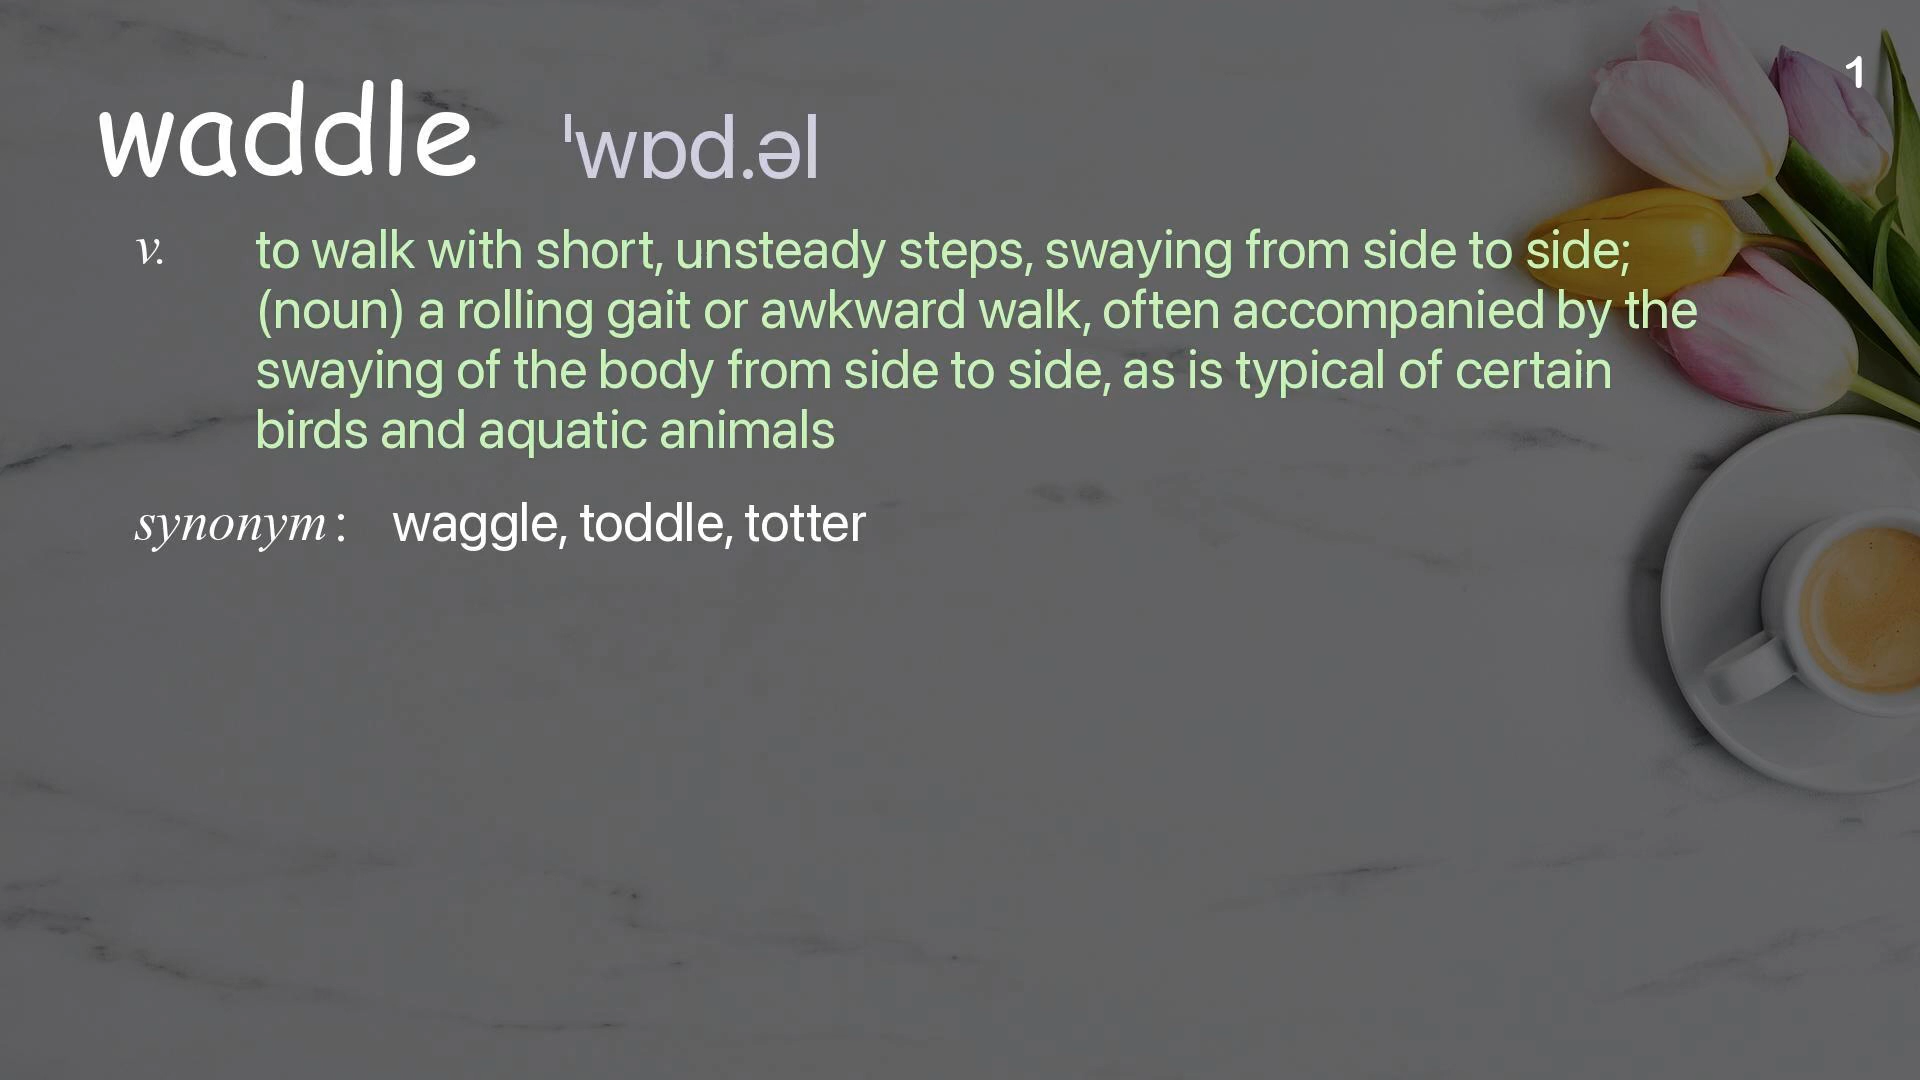 1
waddle ˈwɒd.əl
v. to walk with short, unsteady steps, swaying from side to side;
(noun) a rolling gait or awkward walk, often accompanied by the
swaying of the body from side to side, as is typical of certain
birds and aquatic animals
synonym: waggle, toddle, totter